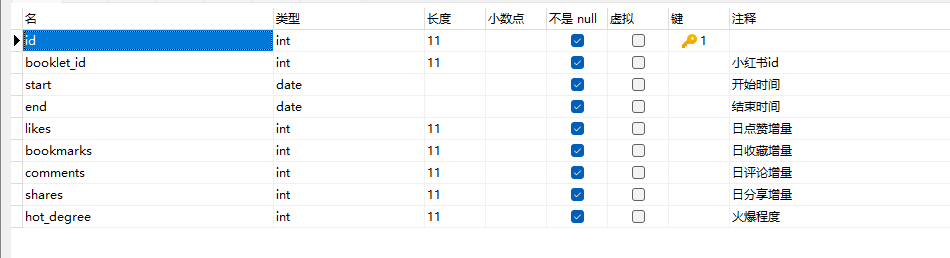 名 类型 长度 小数点 不是 null 虚拟 键 注释
id int 11 1
booklet_id int 11 小红书id
start date 开始时间
end date 结束时间
likes int 11 日点赞增量
bookmarks int 11 日收藏增量
comments int 11 日评论增量
shares int 11 日分享增量
hot_degree int 11 火爆程度